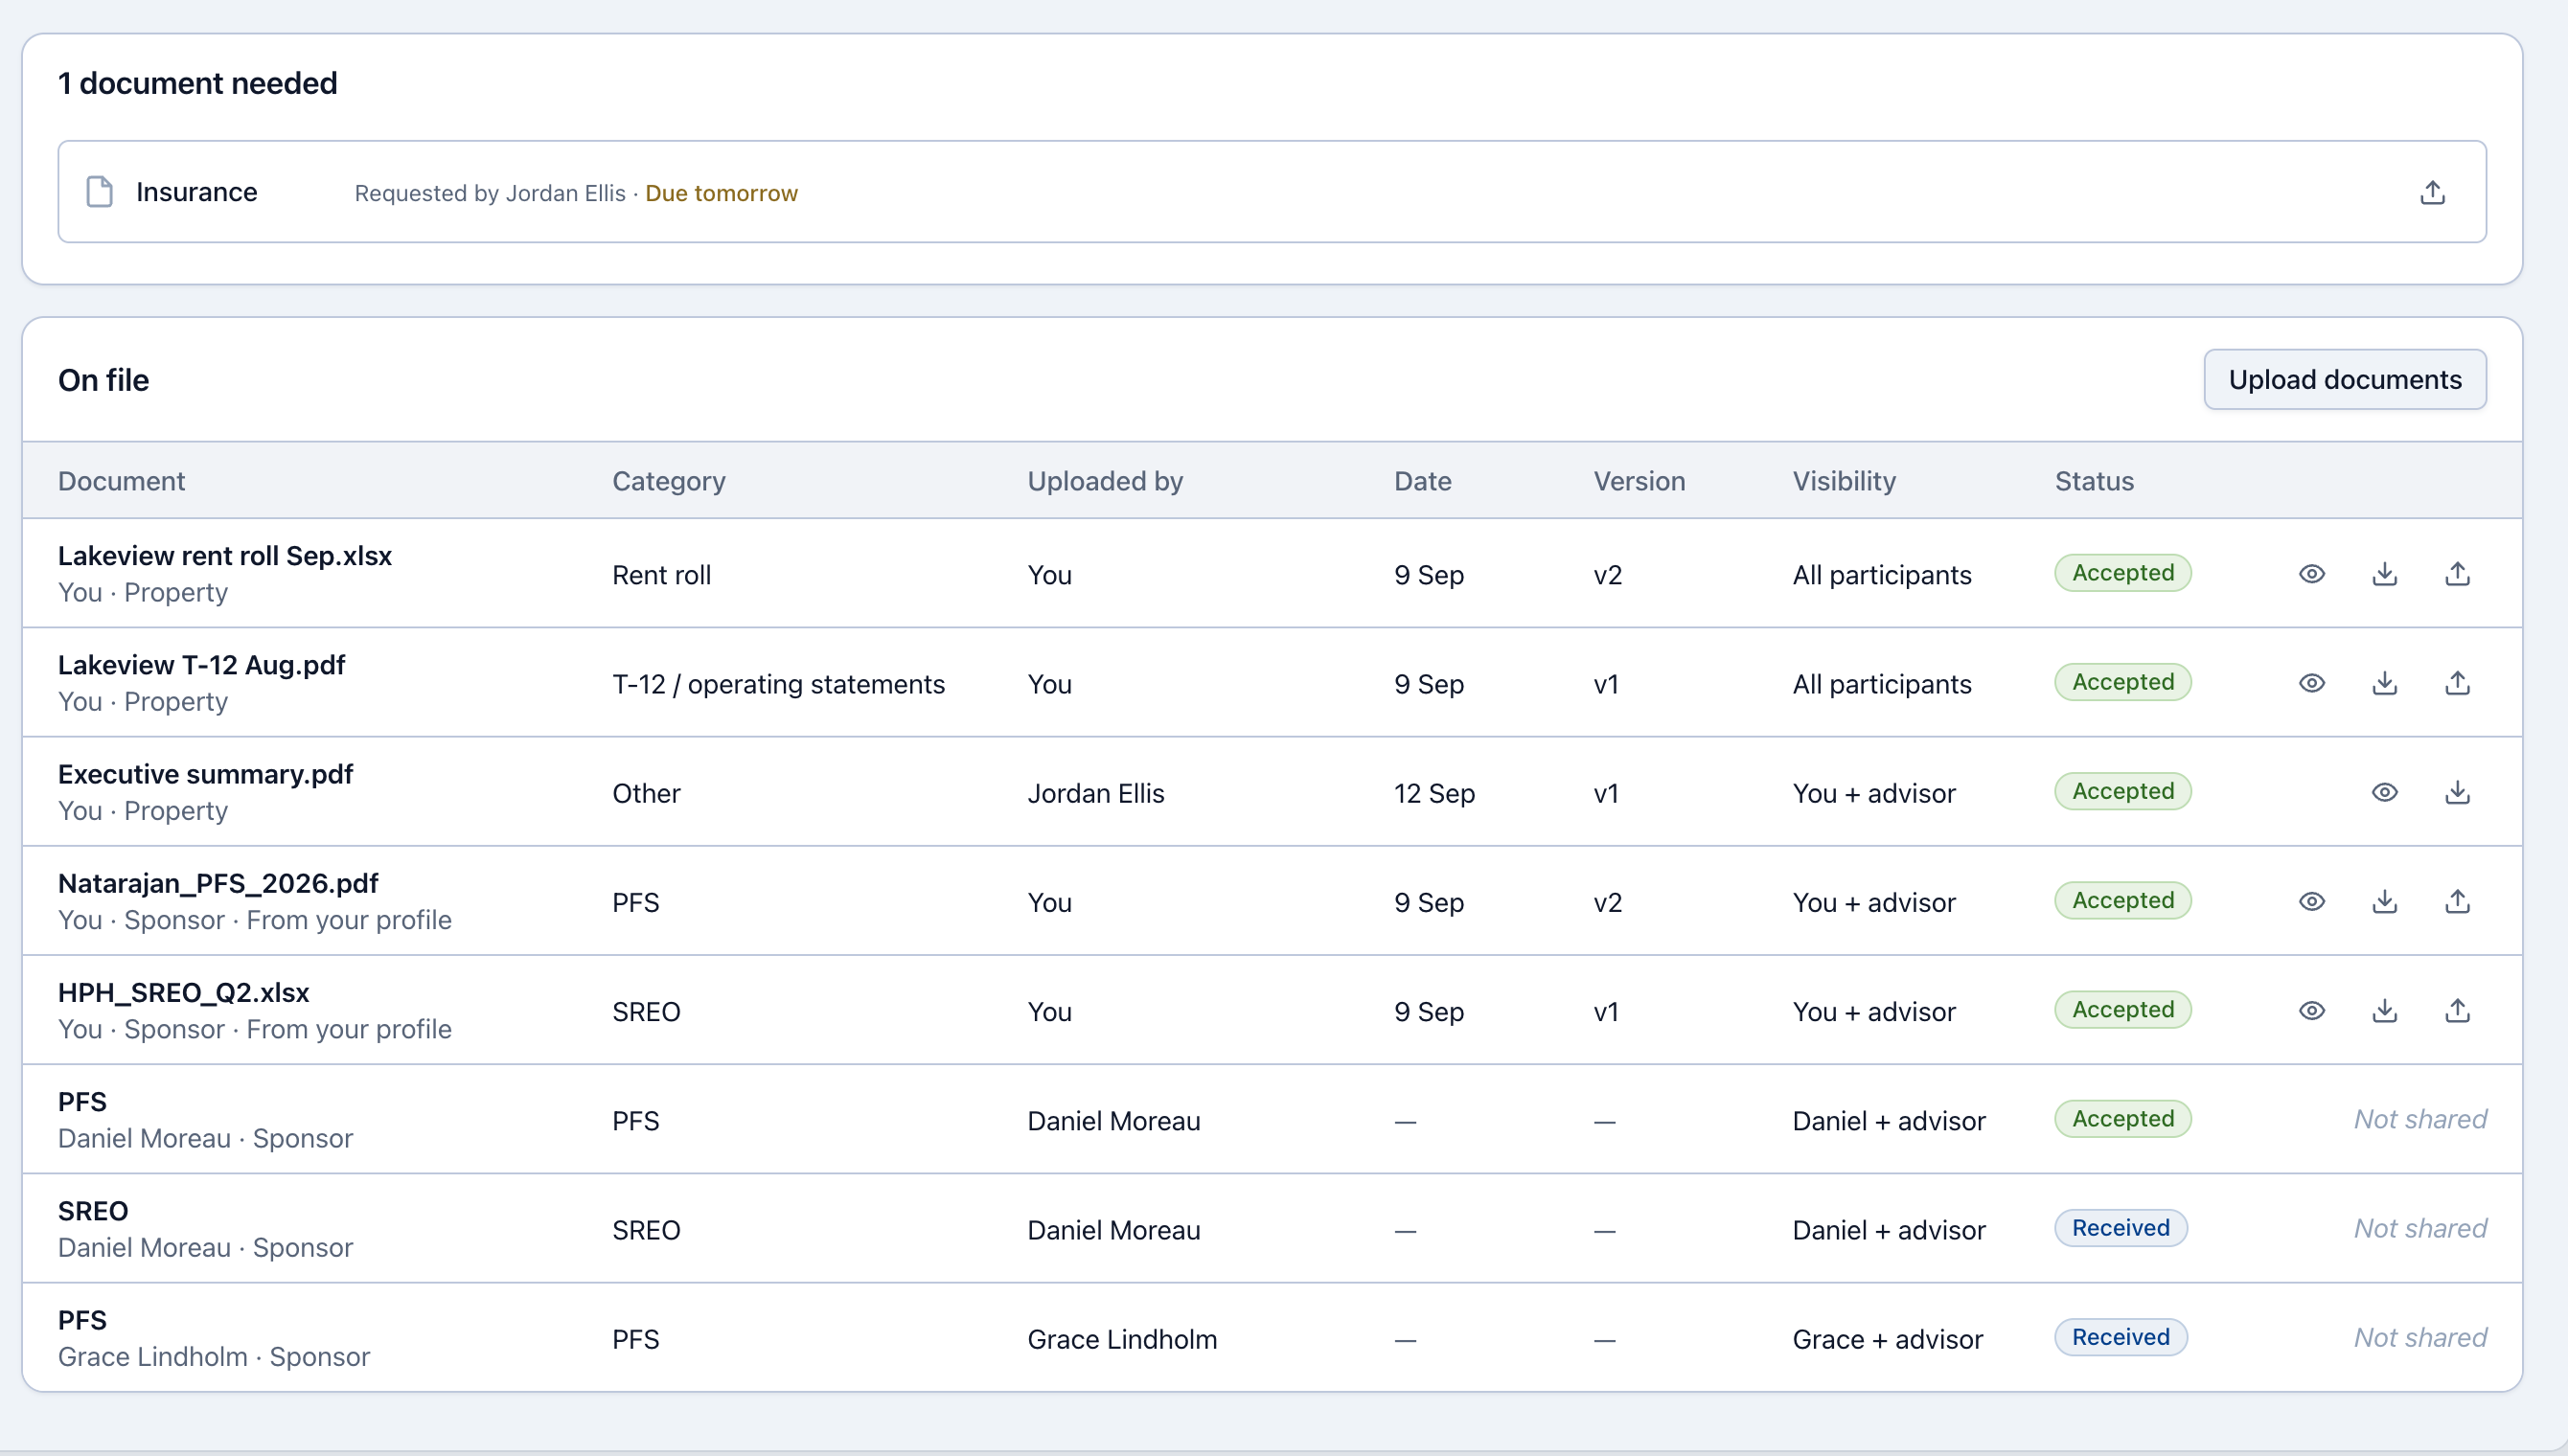 1 document needed
Insurance Requested by Jordan Ellis · Due tomorrow
On file Upload documents
Document Category Uploaded by Date Version Visibility Status
Lakeview rent roll Sep.xlsx
You · Property
Rent roll You 9 Sep v2 All participants Accepted
Lakeview T-12 Aug.pdf
You · Property
T-12 / operating statements You 9 Sep v1 All participants Accepted
Executive summary.pdf
You · Property
Other Jordan Ellis 12 Sep v1 You + advisor Accepted
Natarajan_PFS_2026.pdf
You · Sponsor · From your profile
PFS You 9 Sep v2 You + advisor Accepted
HPH_SREO_Q2.xlsx
You · Sponsor · From your profile
SREO You 9 Sep v1 You + advisor Accepted
PFS
Daniel Moreau · Sponsor
PFS Daniel Moreau — — Daniel + advisor Accepted Not shared
SREO
Daniel Moreau · Sponsor
SREO Daniel Moreau — — Daniel + advisor Received Not shared
PFS
Grace Lindholm · Sponsor
PFS Grace Lindholm — — Grace + advisor Received Not shared